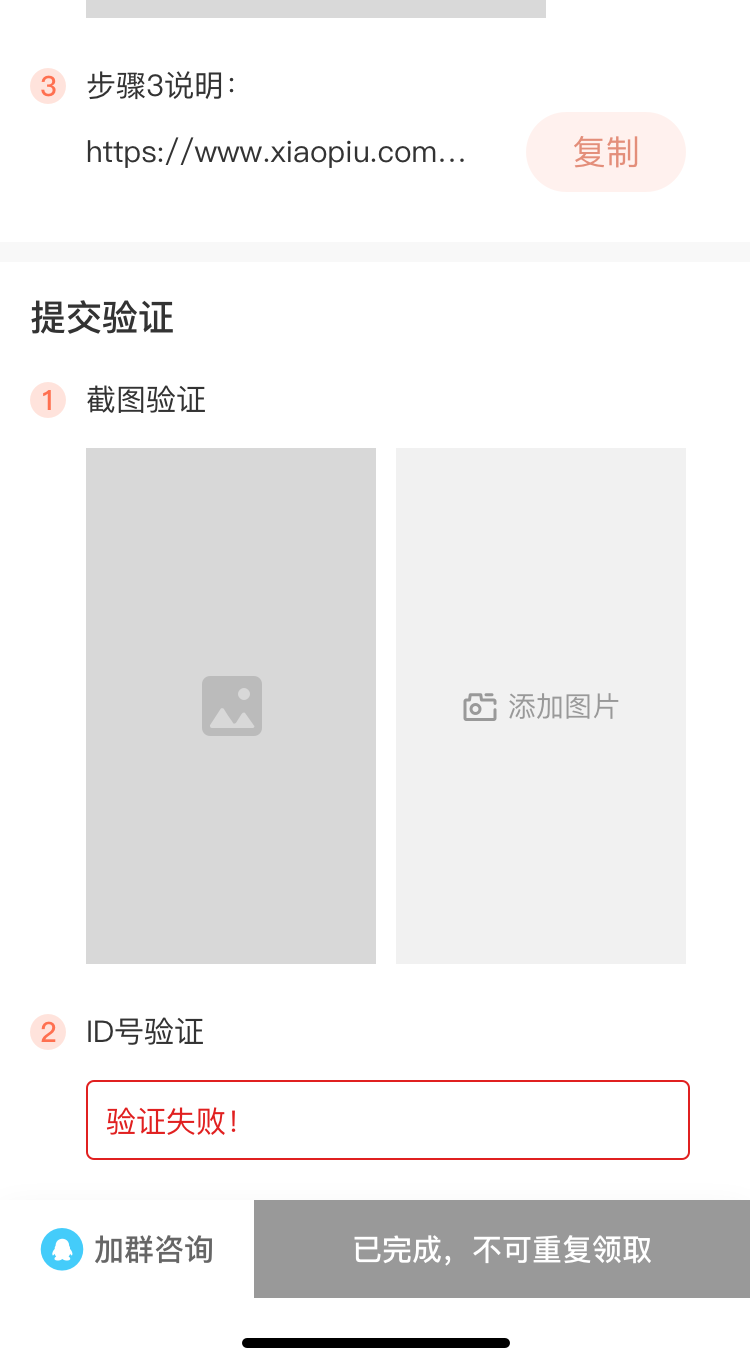 3 步骤3说明：
https://www.xiaopiu.com...
复制
提交验证
1 截图验证
添加图片
2 ID号验证
验证失败！
加群咨询
已完成，不可重复领取